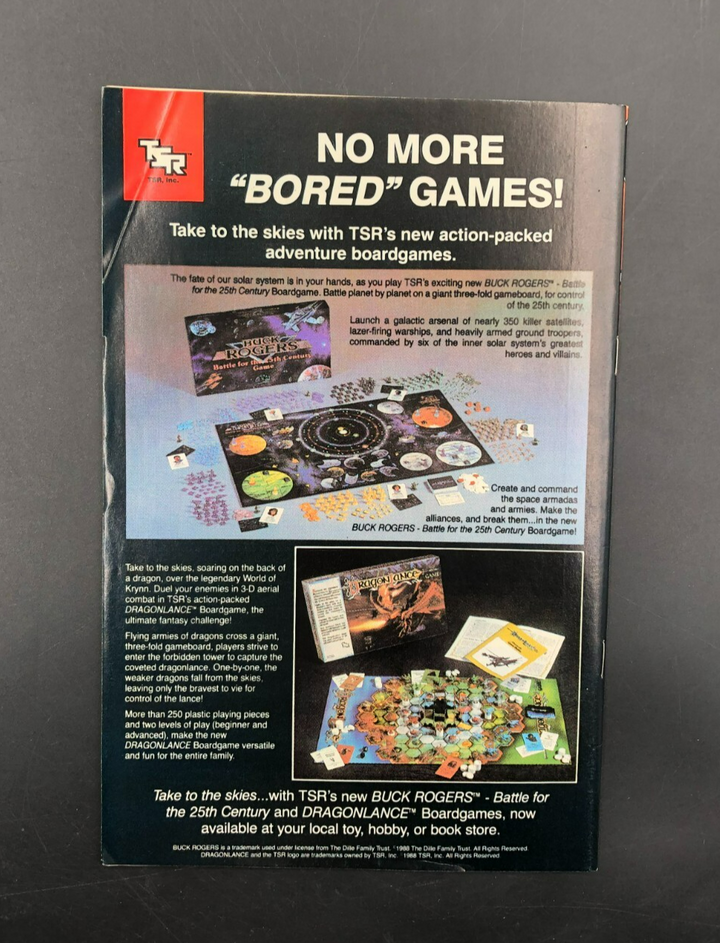 TSR
TSR, Inc.
NO MORE
“BORED” GAMES!
Take to the skies with TSR's new action-packed
adventure boardgames.
The fate of our solar system is in your hands, as you play TSR's exciting new BUCK ROGERS™ - Battle
for the 25th Century Boardgame. Battle planet by planet on a giant three-fold gameboard, for control
of the 25th century.
Launch a galactic arsenal of nearly 350 killer satellites,
lazer-firing warships, and heavily armed ground troopers,
commanded by six of the inner solar system's greatest
heroes and villains.
BUCK
ROGERS
Battle for the 25th Century
Game
Create and command
the space armadas
and armies. Make the
alliances, and break them...in the new
BUCK ROGERS - Battle for the 25th Century Boardgame!
Take to the skies, soaring on the back of
a dragon, over the legendary World of
Krynn. Duel your enemies in 3-D aerial
combat in TSR's action-packed
DRAGONLANCE™ Boardgame, the
ultimate fantasy challenge!
Flying armies of dragons cross a giant,
three-fold gameboard, players strive to
enter the forbidden tower to capture the
coveted dragonlance. One-by-one, the
weaker dragons fall from the skies,
leaving only the bravest to vie for
control of the lance!
More than 250 plastic playing pieces
and two levels of play (beginner and
advanced), make the new
DRAGONLANCE Boardgame versatile
and fun for the entire family.
DRAGONLANCE
GAME
Take to the skies...with TSR's new BUCK ROGERS™ - Battle for
the 25th Century and DRAGONLANCE™ Boardgames, now
available at your local toy, hobby, or book store.
BUCK ROGERS is a trademark used under license from The Dille Family Trust. ©1988 The Dille Family Trust. All Rights Reserved.
DRAGONLANCE and the TSR logo are trademarks owned by TSR, Inc. ©1988 TSR, Inc. All Rights Reserved.